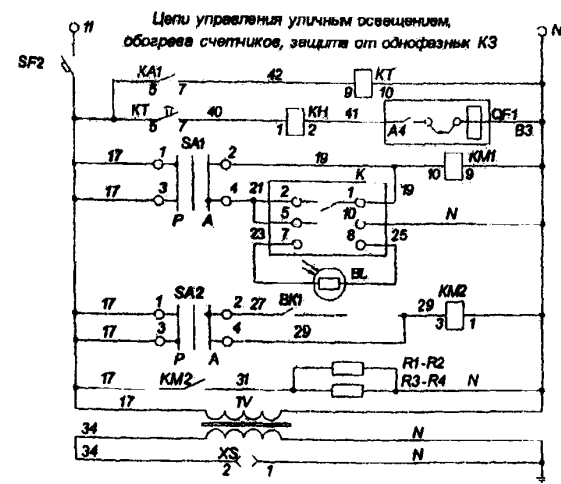 Цепи управления уличным освещением,
обогрева счетчиков, защита от однофазных КЗ
11 N
SF2
KA1 42 KT
5 7 9 10
KT 40 KH 41 QF1
5 7 1 2 A4 B3
SA1
17 1 2 19 K KM1
10 9
17 3 4 21 2 1 19
P A 5 10 N
23 7 8 25
BL
SA2
17 1 2 27 BK1 29 KM2
17 3 4 29 3 1
P A
R1-R2
17 KM2 31 R3-R4 N
17 TV
34 N
34 XS N
2 1